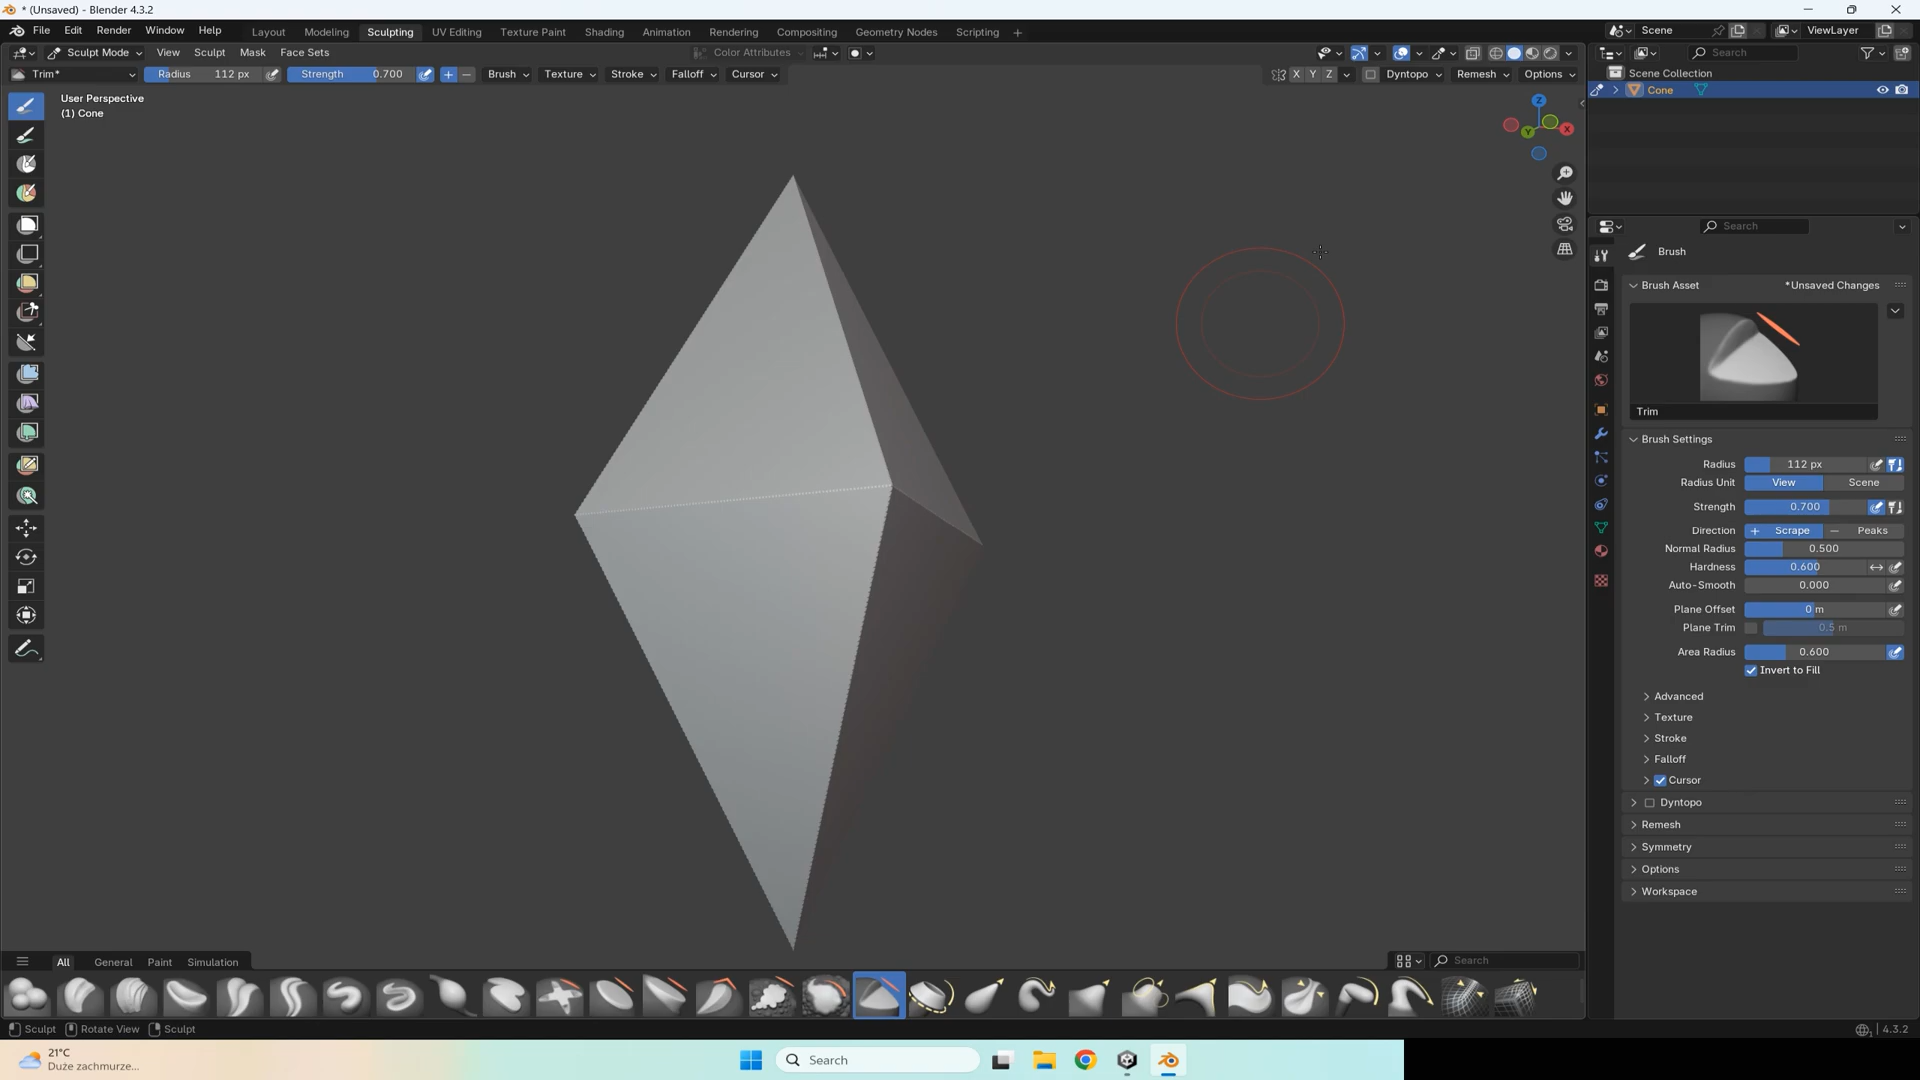 * (Unsaved) - Blender 4.3.2
File Edit Render Window Help Layout Modeling Sculpting UV Editing Texture Paint Shading Animation Rendering Compositing Geometry Nodes Scripting + Scene ViewLayer
Sculpt Mode View Sculpt Mask Face Sets Color Attributes Search
Trim* Radius 112 px Strength 0.700 + − Brush Texture Stroke Falloff Cursor X Y Z Dyntopo Remesh Options
Scene Collection
Cone
User Perspective
(1) Cone
Z
X
Y
Search
Brush
Brush Asset *Unsaved Changes
Trim
Brush Settings
Radius 112 px
Radius Unit View Scene
Strength 0.700
Direction + Scrape − Peaks
Normal Radius 0.500
Hardness 0.600
Auto-Smooth 0.000
Plane Offset 0 m
Plane Trim 0.5 m
Area Radius 0.600
Invert to Fill
Advanced
Texture
Stroke
Falloff
Cursor
Dyntopo
Remesh
Symmetry
Options
Workspace
All General Paint Simulation Search
Sculpt Rotate View Sculpt 4.3.2
21°C
Duże zachmurze...
Search